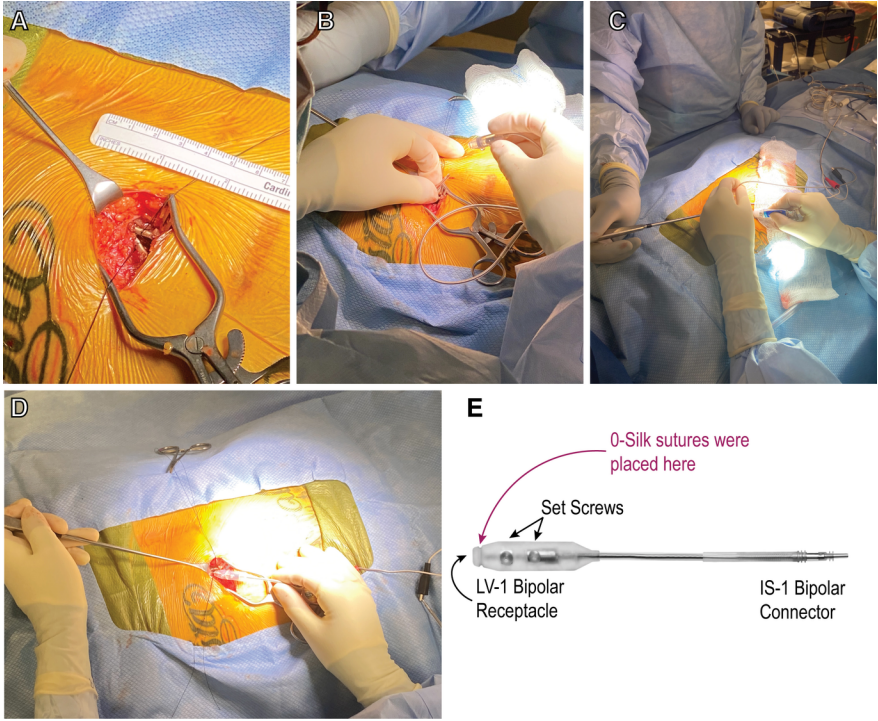 A
B
C
Cardi
D
E
0-Silk sutures were
placed here
Set Screws
LV-1 Bipolar
Receptacle
IS-1 Bipolar
Connector